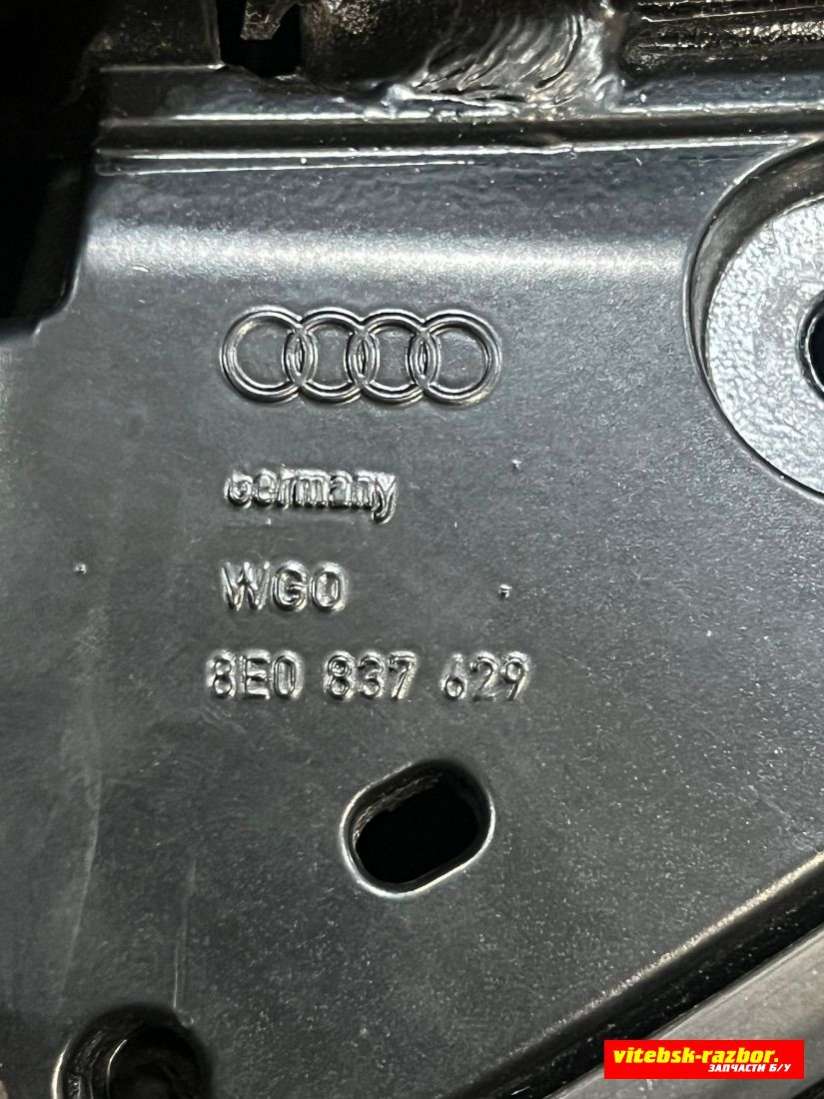 Germany
WGO
8E0 837 629
vitebsk-razbor.
ЗАПЧАСТИ Б/У